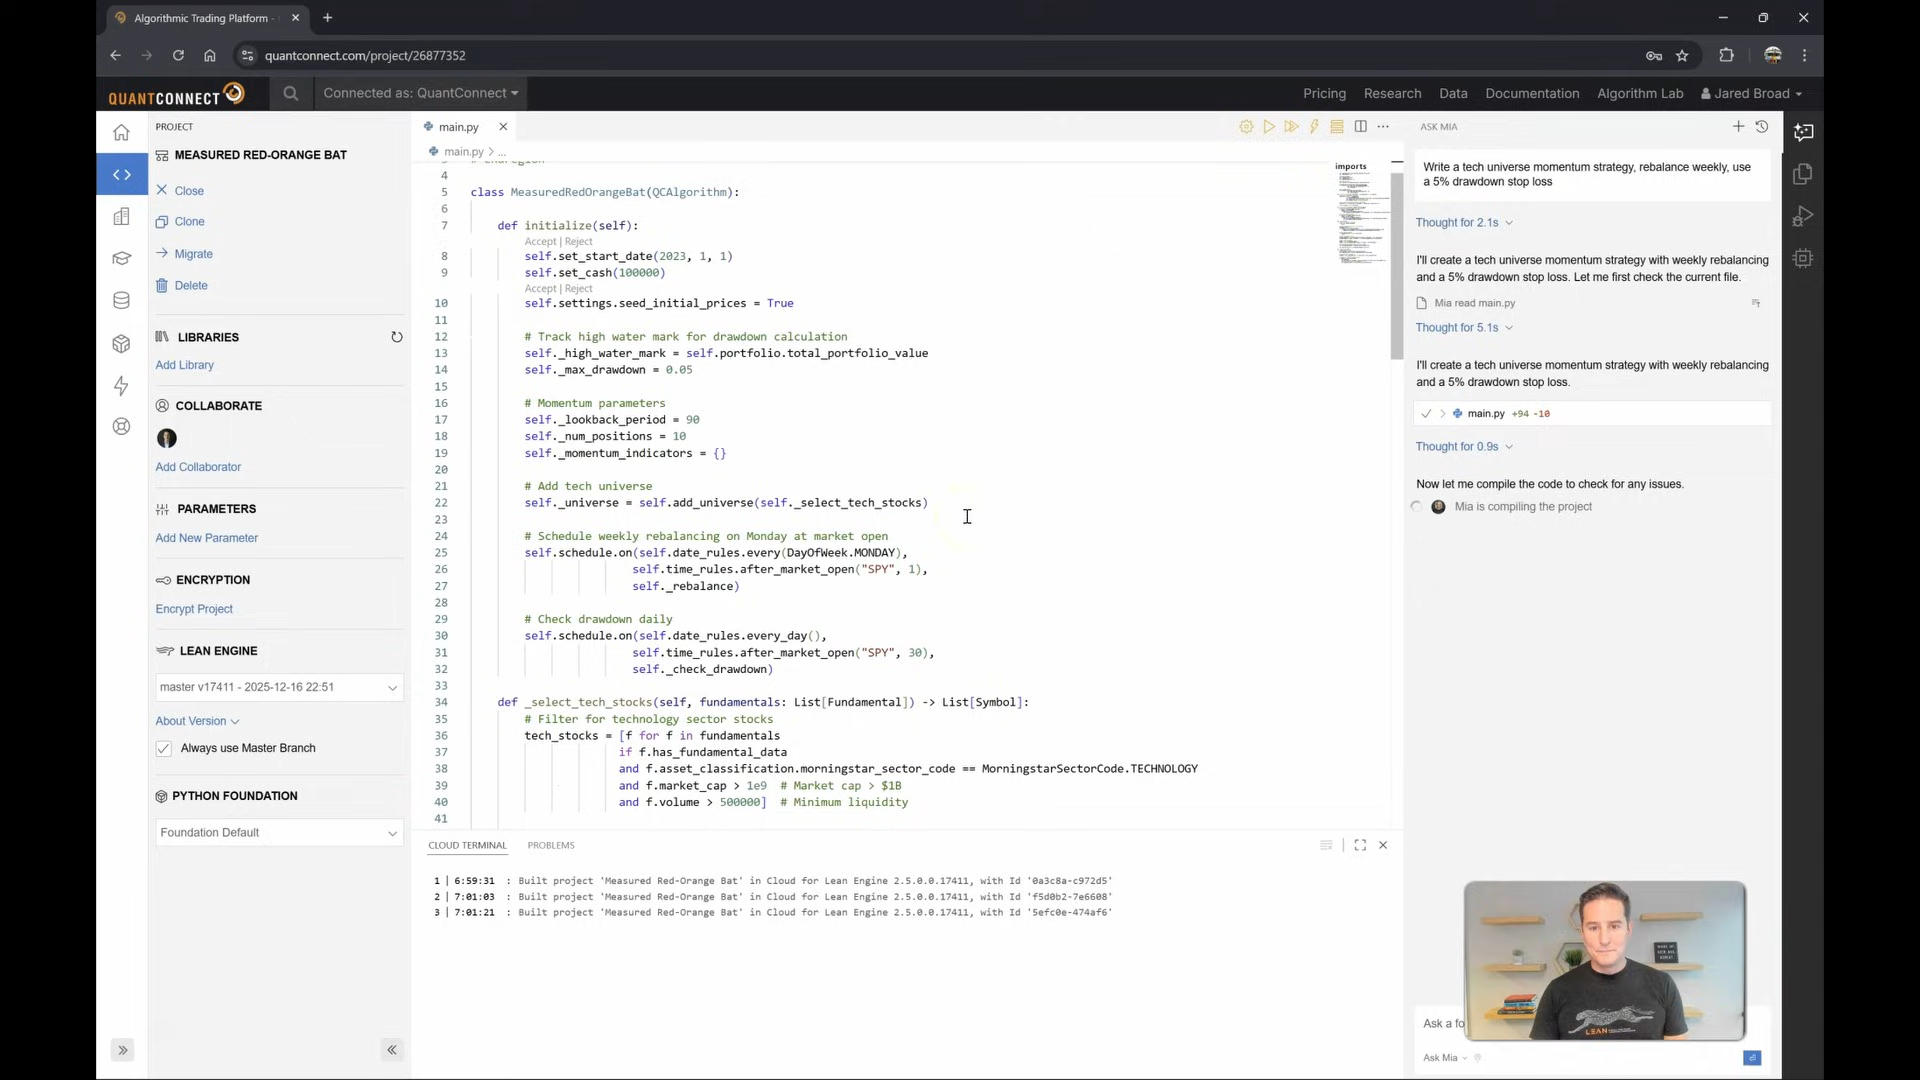 Algorithmic Trading Platform -
quantconnect.com/project/26877352
QUANTCONNECT
Connected as: QuantConnect
Pricing
Research
Data
Documentation
Algorithm Lab
Jared Broad
PROJECT
MEASURED RED-ORANGE BAT
Close
Clone
Migrate
Delete
LIBRARIES
Add Library
COLLABORATE
Add Collaborator
PARAMETERS
Add New Parameter
ENCRYPTION
Encrypt Project
LEAN ENGINE
master v17411 - 2025-12-16 22:51
About Version
Always use Master Branch
PYTHON FOUNDATION
Foundation Default
main.py
main.py > ...
imports
4
5 class MeasuredRedOrangeBat(QCAlgorithm):
6
7 def initialize(self):
Accept | Reject
8 self.set_start_date(2023, 1, 1)
9 self.set_cash(100000)
Accept | Reject
10 self.settings.seed_initial_prices = True
11
12 # Track high water mark for drawdown calculation
13 self._high_water_mark = self.portfolio.total_portfolio_value
14 self._max_drawdown = 0.05
15
16 # Momentum parameters
17 self._lookback_period = 90
18 self._num_positions = 10
19 self._momentum_indicators = {}
20
21 # Add tech universe
22 self._universe = self.add_universe(self._select_tech_stocks)
23
24 # Schedule weekly rebalancing on Monday at market open
25 self.schedule.on(self.date_rules.every(DayOfWeek.MONDAY),
26 self.time_rules.after_market_open("SPY", 1),
27 self._rebalance)
28
29 # Check drawdown daily
30 self.schedule.on(self.date_rules.every_day(),
31 self.time_rules.after_market_open("SPY", 30),
32 self._check_drawdown)
33
34 def _select_tech_stocks(self, fundamentals: List[Fundamental]) -> List[Symbol]:
35 # Filter for technology sector stocks
36 tech_stocks = [f for f in fundamentals
37 if f.has_fundamental_data
38 and f.asset_classification.morningstar_sector_code == MorningstarSectorCode.TECHNOLOGY
39 and f.market_cap > 1e9 # Market cap > $1B
40 and f.volume > 500000] # Minimum liquidity
41
CLOUD TERMINAL
PROBLEMS
1 | 6:59:31 : Built project 'Measured Red-Orange Bat' in Cloud for Lean Engine 2.5.0.0.17411, with Id '0a3c8a-c972d5'
2 | 7:01:03 : Built project 'Measured Red-Orange Bat' in Cloud for Lean Engine 2.5.0.0.17411, with Id 'f5d0b2-7e6608'
3 | 7:01:21 : Built project 'Measured Red-Orange Bat' in Cloud for Lean Engine 2.5.0.0.17411, with Id '5efc0e-474af6'
ASK MIA
Write a tech universe momentum strategy, rebalance weekly, use
a 5% drawdown stop loss
Thought for 2.1s
I'll create a tech universe momentum strategy with weekly rebalancing
and a 5% drawdown stop loss. Let me first check the current file.
Mia read main.py
Thought for 5.1s
I'll create a tech universe momentum strategy with weekly rebalancing
and a 5% drawdown stop loss.
main.py +94 -10
Thought for 0.9s
Now let me compile the code to check for any issues.
Mia is compiling the project
LEAN
Ask a fo
Ask Mia